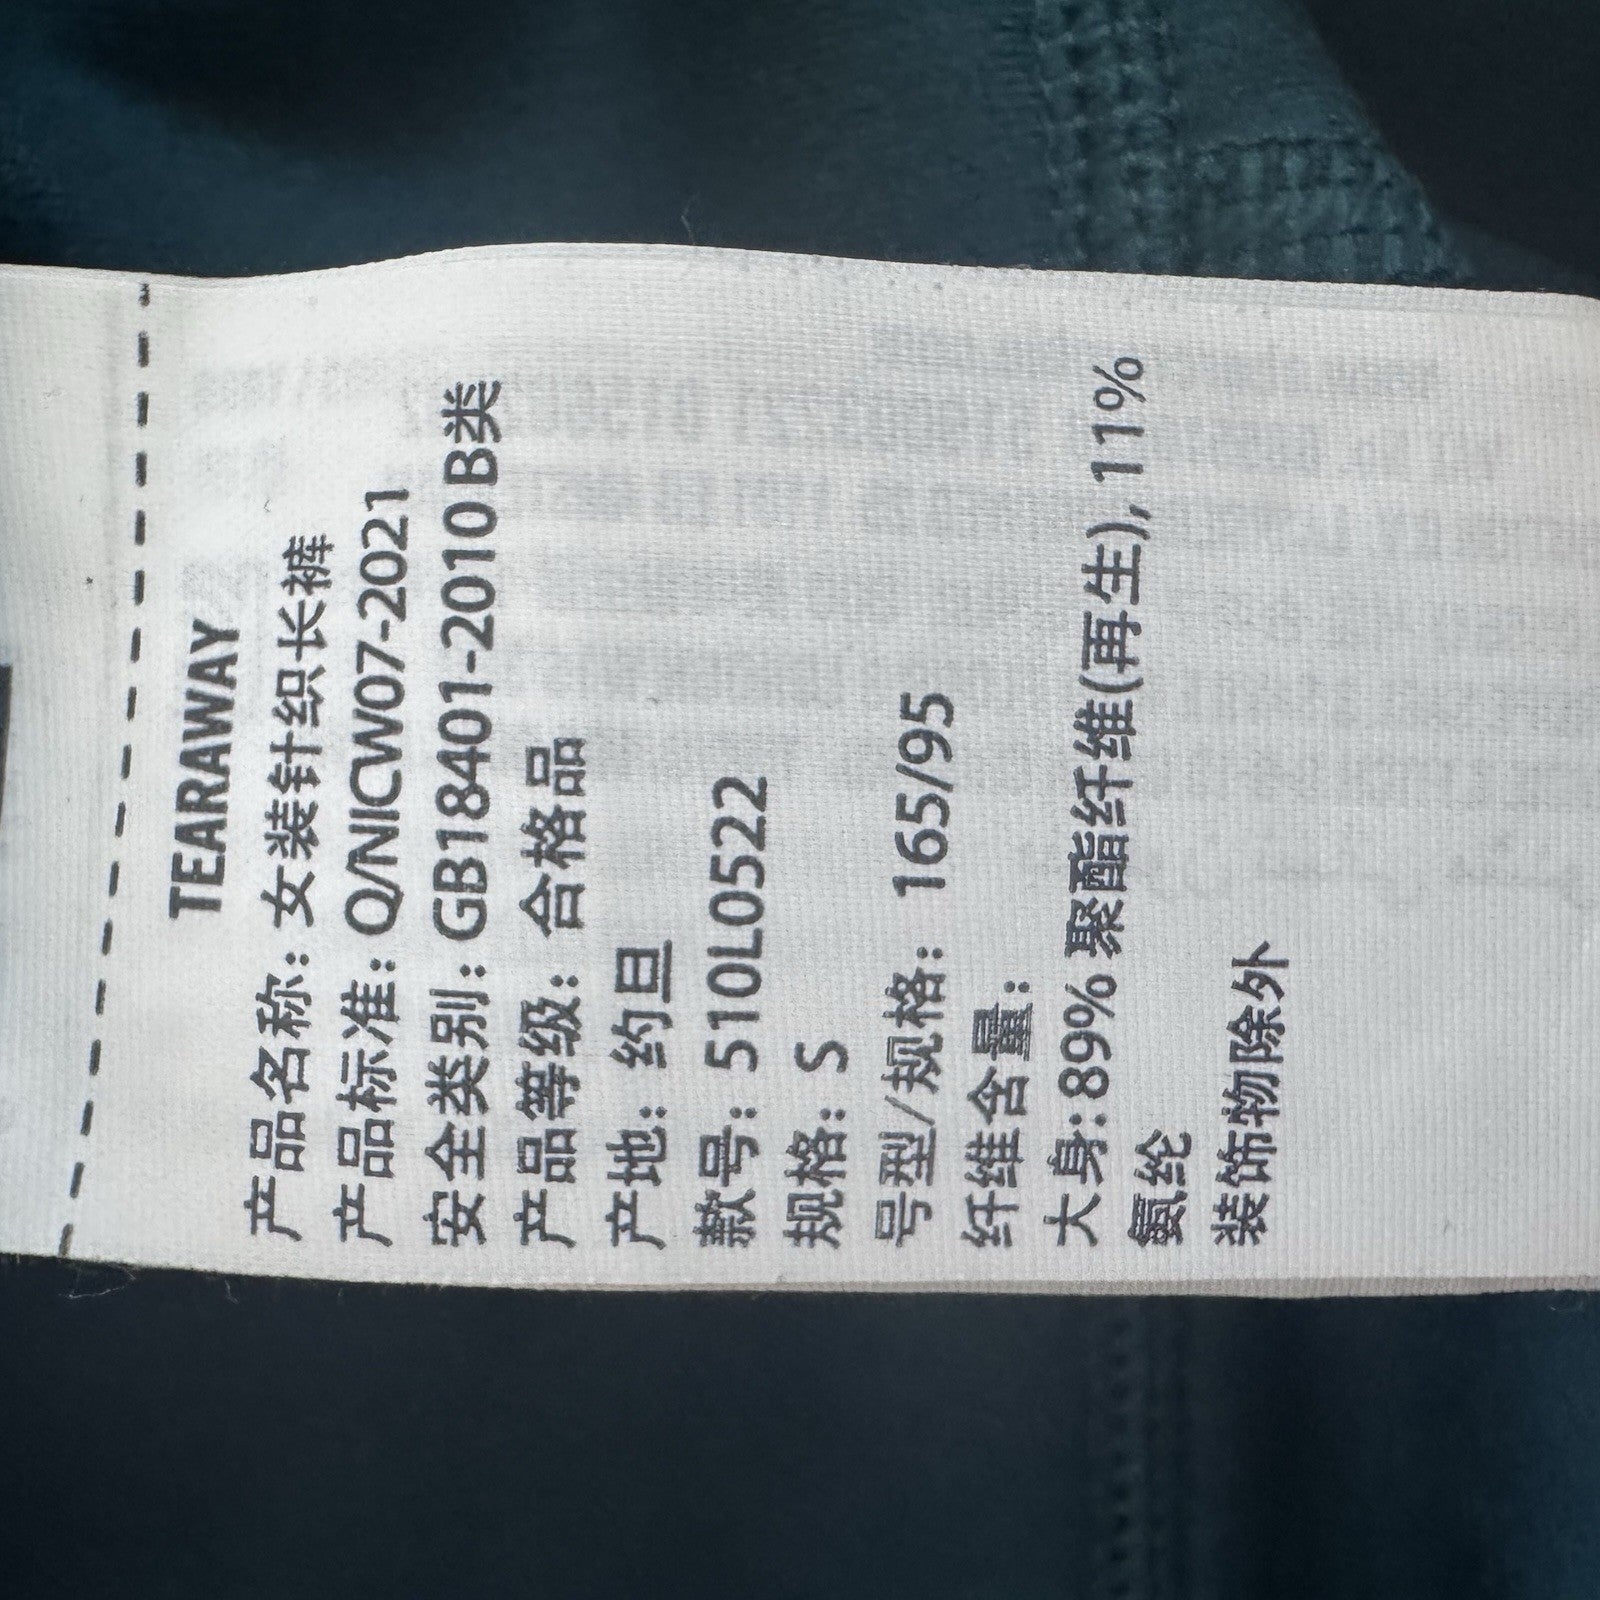 TEARAWAY
产品名称: 女装针织长裤
产品标准: Q/NICW07-2021
安全类别: GB18401-2010 B类
产品等级: 合格品
产地: 约旦
款号: 510L0522
规格: S
号型/规格: 165/95
纤维含量:
大身:89% 聚酯纤维(再生), 11%
氨纶
装饰物除外